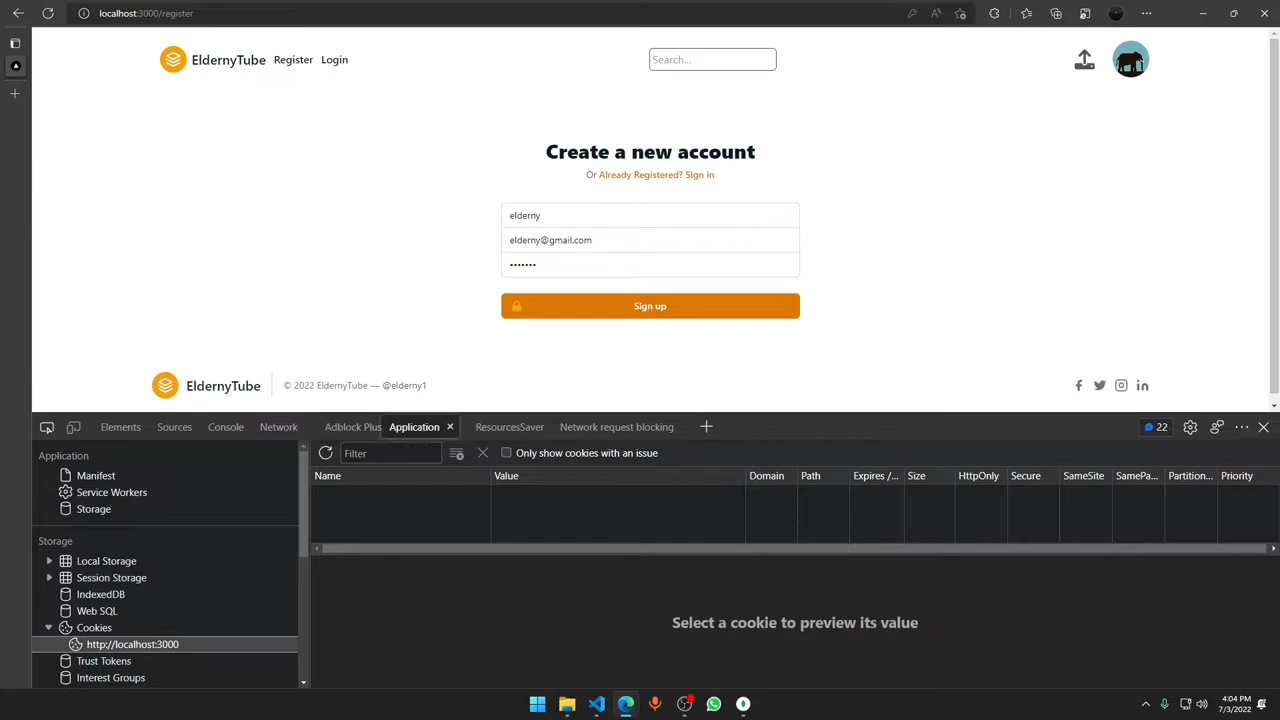 localhost:3000/register
EldernyTube Register Login
Search...
Create a new account
Or Already Registered? Sign in
elderny
elderny@gmail.com
•••••••
Sign up
EldernyTube © 2022 EldernyTube — @elderny1
Elements Sources Console Network Adblock Plus Application ResourcesSaver Network request blocking 22
Application
Manifest
Service Workers
Storage
Storage
Local Storage
Session Storage
IndexedDB
Web SQL
Cookies
http://localhost:3000
Trust Tokens
Interest Groups
Filter Only show cookies with an issue
Name Value Domain Path Expires /... Size HttpOnly Secure SameSite SamePa... Partition... Priority
Select a cookie to preview its value
4:04 PM
7/3/2022